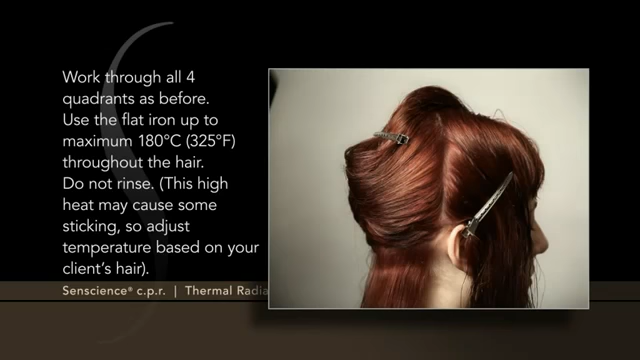 Work through all 4
quadrants as before.
Use the flat iron up to
maximum 180°C (325°F)
throughout the hair.
Do not rinse. (This high
heat may cause some
sticking, so adjust
temperature based on your
client's hair).
Senscience® c.p.r. | Thermal Radia